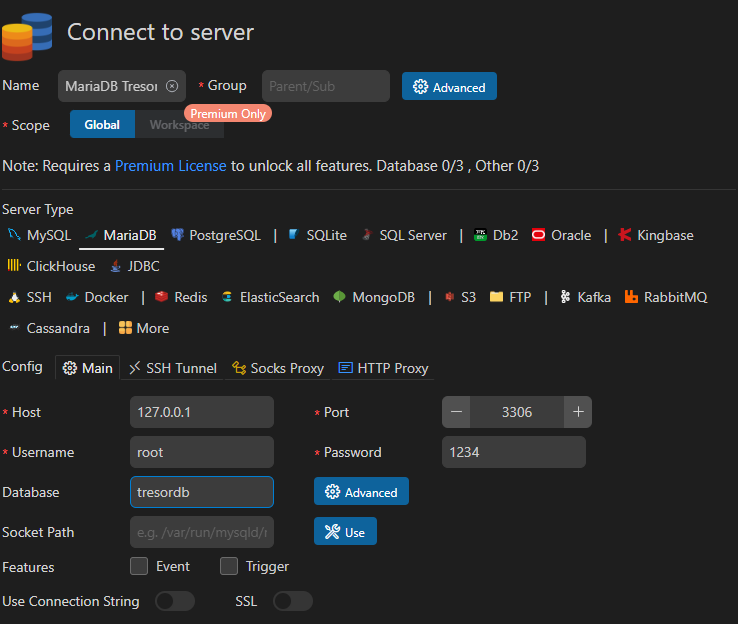 Connect to server
Name MariaDB Tresor * Group Parent/Sub Advanced
Premium Only
* Scope Global Workspace
Note: Requires a Premium License to unlock all features. Database 0/3 , Other 0/3
Server Type
MySQL MariaDB PostgreSQL | SQLite SQL Server | Db2 Oracle | Kingbase
ClickHouse JDBC
SSH Docker | Redis ElasticSearch MongoDB | S3 FTP | Kafka RabbitMQ
Cassandra | More
Config Main SSH Tunnel Socks Proxy HTTP Proxy
* Host 127.0.0.1 * Port − 3306 +
* Username root * Password 1234
Database tresordb Advanced
Socket Path e.g. /var/run/mysqld/r Use
Features Event Trigger
Use Connection String SSL